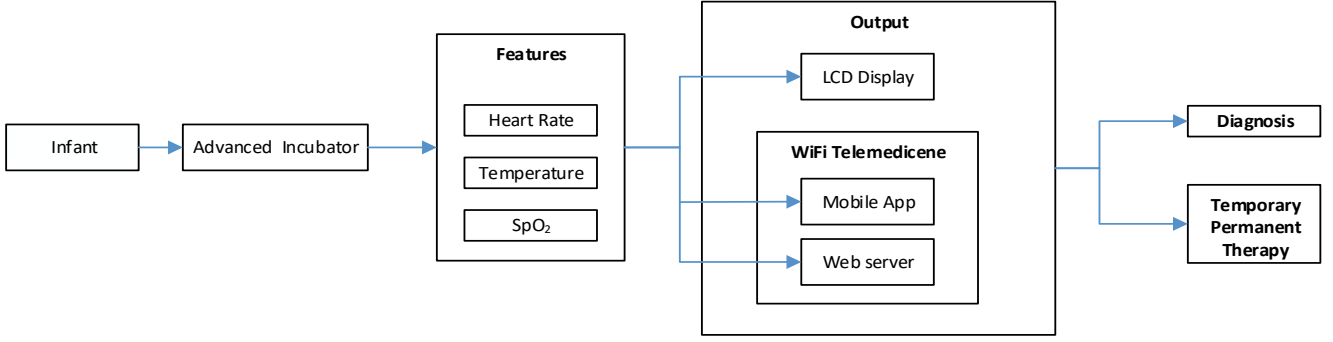 Infant
Advanced Incubator
Features
Heart Rate
Temperature
SpO₂
Output
LCD Display
WiFi Telemedicene
Mobile App
Web server
Diagnosis
Temporary
Permanent
Therapy